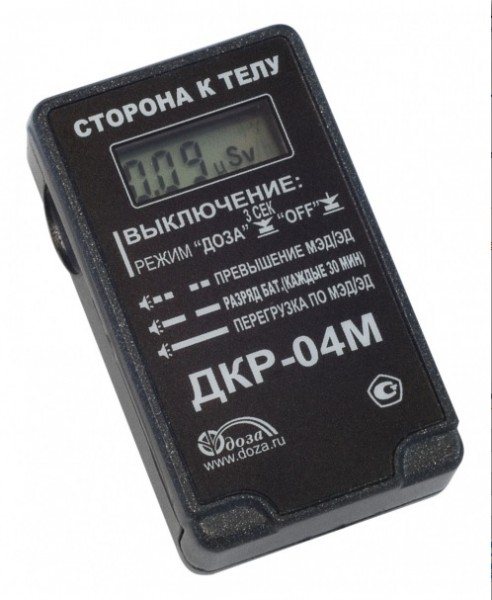 СТОРОНА К ТЕЛУ
0.09 uSv
ВЫКЛЮЧЕНИЕ:
РЕЖИМ "ДОЗА" 3 СЕК "OFF"
ПРЕВЫШЕНИЕ МЭД/ЭД
РАЗРЯД БАТ.(КАЖДЫЕ 30 МИН)
ПЕРЕГРУЗКА ПО МЭД/ЭД
ДКР-04М
доза
www.doza.ru